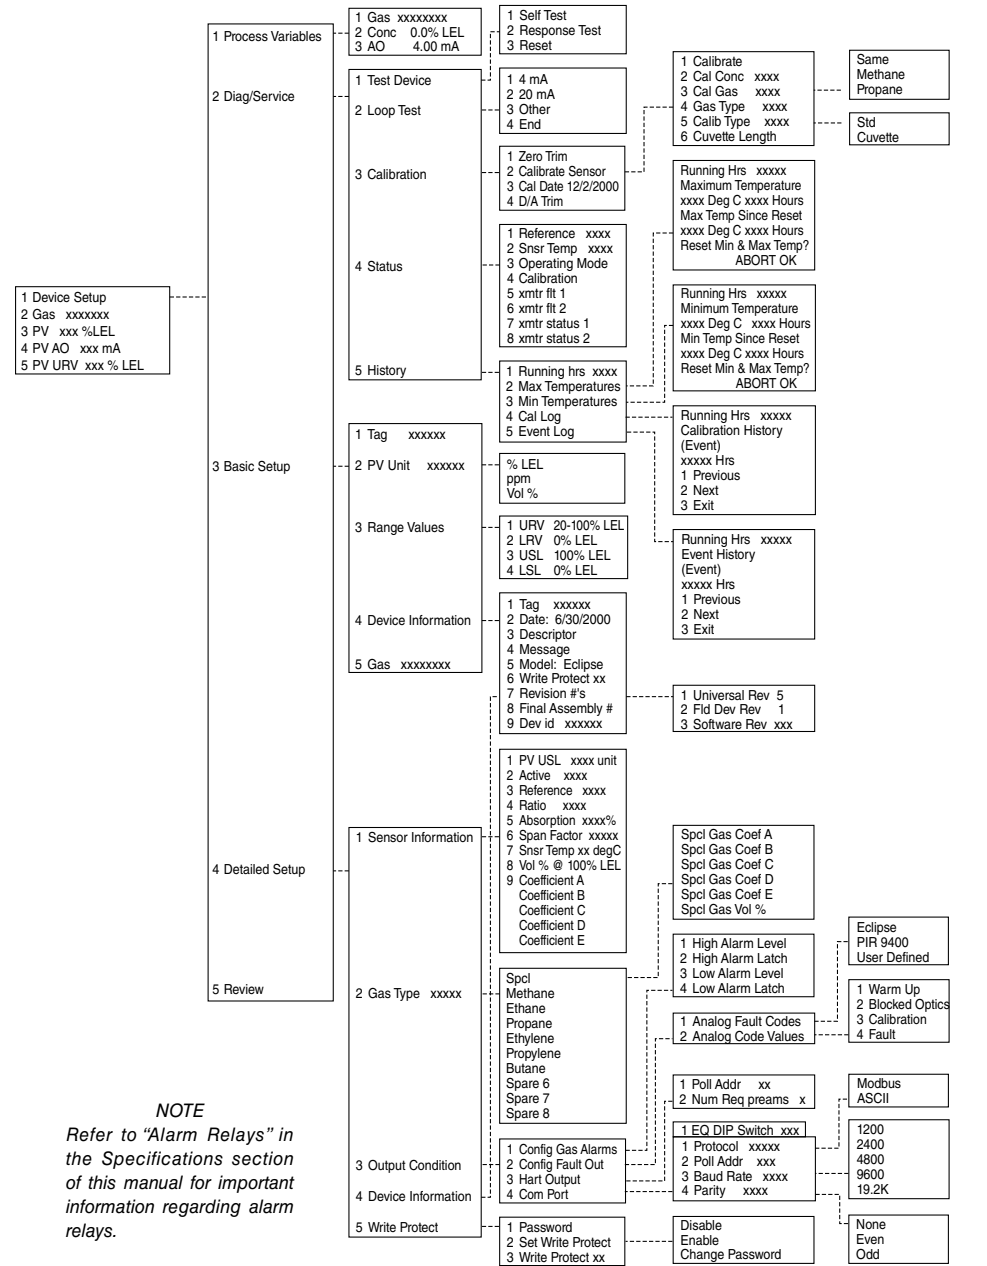 1 Device Setup
2 Gas xxxxxxx
3 PV xxx %LEL
4 PV AO xxx mA
5 PV URV xxx % LEL
1 Process Variables
2 Diag/Service
3 Basic Setup
4 Detailed Setup
5 Review
1 Gas xxxxxxxx
2 Conc 0.0% LEL
3 AO 4.00 mA
1 Test Device
2 Loop Test
3 Calibration
4 Status
5 History
1 Self Test
2 Response Test
3 Reset
1 4 mA
2 20 mA
3 Other
4 End
1 Zero Trim
2 Calibrate Sensor
3 Cal Date 12/2/2000
4 D/A Trim
1 Calibrate
2 Cal Conc xxxx
3 Cal Gas xxxx
4 Gas Type xxxx
5 Calib Type xxxx
6 Cuvette Length
Same
Methane
Propane
Std
Cuvette
1 Reference xxxx
2 Snsr Temp xxxx
3 Operating Mode
4 Calibration
5 xmtr flt 1
6 xmtr flt 2
7 xmtr status 1
8 xmtr status 2
1 Running hrs xxxx
2 Max Temperatures
3 Min Temperatures
4 Cal Log
5 Event Log
Running Hrs xxxxx
Maximum Temperature
xxxx Deg C xxxx Hours
Max Temp Since Reset
xxxx Deg C xxxx Hours
Reset Min & Max Temp?
ABORT OK
Running Hrs xxxxx
Minimum Temperature
xxxx Deg C xxxx Hours
Min Temp Since Reset
xxxx Deg C xxxx Hours
Reset Min & Max Temp?
ABORT OK
Running Hrs xxxxx
Calibration History
(Event)
xxxxx Hrs
1 Previous
2 Next
3 Exit
Running Hrs xxxxx
Event History
(Event)
xxxxx Hrs
1 Previous
2 Next
3 Exit
1 Tag xxxxxx
2 PV Unit xxxxxx
3 Range Values
4 Device Information
5 Gas xxxxxxxx
% LEL
ppm
Vol %
1 URV 20-100% LEL
2 LRV 0% LEL
3 USL 100% LEL
4 LSL 0% LEL
1 Tag xxxxxx
2 Date: 6/30/2000
3 Descriptor
4 Message
5 Model: Eclipse
6 Write Protect xx
7 Revision #'s
8 Final Assembly #
9 Dev id xxxxxx
1 Universal Rev 5
2 Fld Dev Rev 1
3 Software Rev xxx
1 Sensor Information
2 Gas Type xxxxx
3 Output Condition
4 Device Information
5 Write Protect
1 PV USL xxxx unit
2 Active xxxx
3 Reference xxxx
4 Ratio xxxx
5 Absorption xxxx%
6 Span Factor xxxxx
7 Snsr Temp xx degC
8 Vol % @ 100% LEL
9 Coefficient A
Coefficient B
Coefficient C
Coefficient D
Coefficient E
Spcl
Methane
Ethane
Propane
Ethylene
Propylene
Butane
Spare 6
Spare 7
Spare 8
Spcl Gas Coef A
Spcl Gas Coef B
Spcl Gas Coef C
Spcl Gas Coef D
Spcl Gas Coef E
Spcl Gas Vol %
1 Config Gas Alarms
2 Config Fault Out
3 Hart Output
4 Com Port
1 High Alarm Level
2 High Alarm Latch
3 Low Alarm Level
4 Low Alarm Latch
1 Analog Fault Codes
2 Analog Code Values
Eclipse
PIR 9400
User Defined
1 Warm Up
2 Blocked Optics
3 Calibration
4 Fault
1 Poll Addr xx
2 Num Req preams x
1 EQ DIP Switch xxx
1 Protocol xxxxx
2 Poll Addr xxx
3 Baud Rate xxxx
4 Parity xxxx
Modbus
ASCII
1200
2400
4800
9600
19.2K
None
Even
Odd
1 Password
2 Set Write Protect
3 Write Protect xx
Disable
Enable
Change Password
NOTE
Refer to “Alarm Relays” in
the Specifications section
of this manual for important
information regarding alarm
relays.